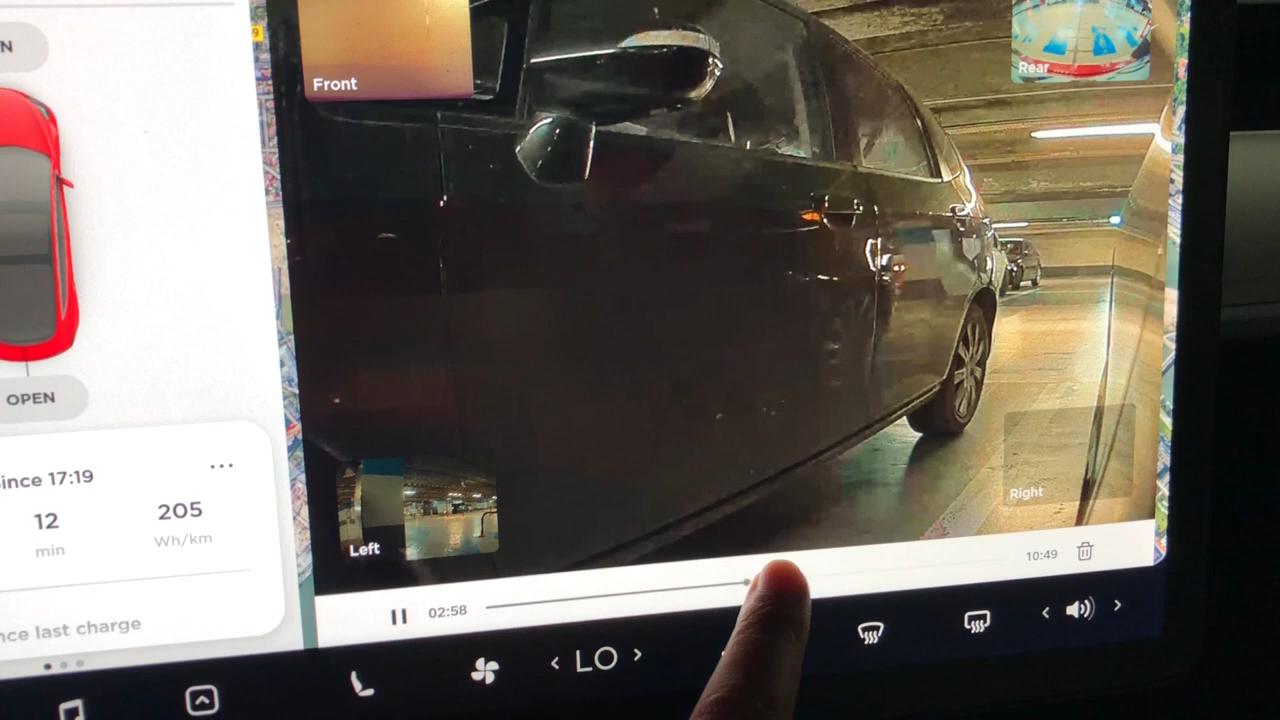 N
9
OPEN
ince 17:19
...
12
205
min
Wh/km
nce last charge
Front
Rear
Left
Right
02:58
10:49
< LO >
< >